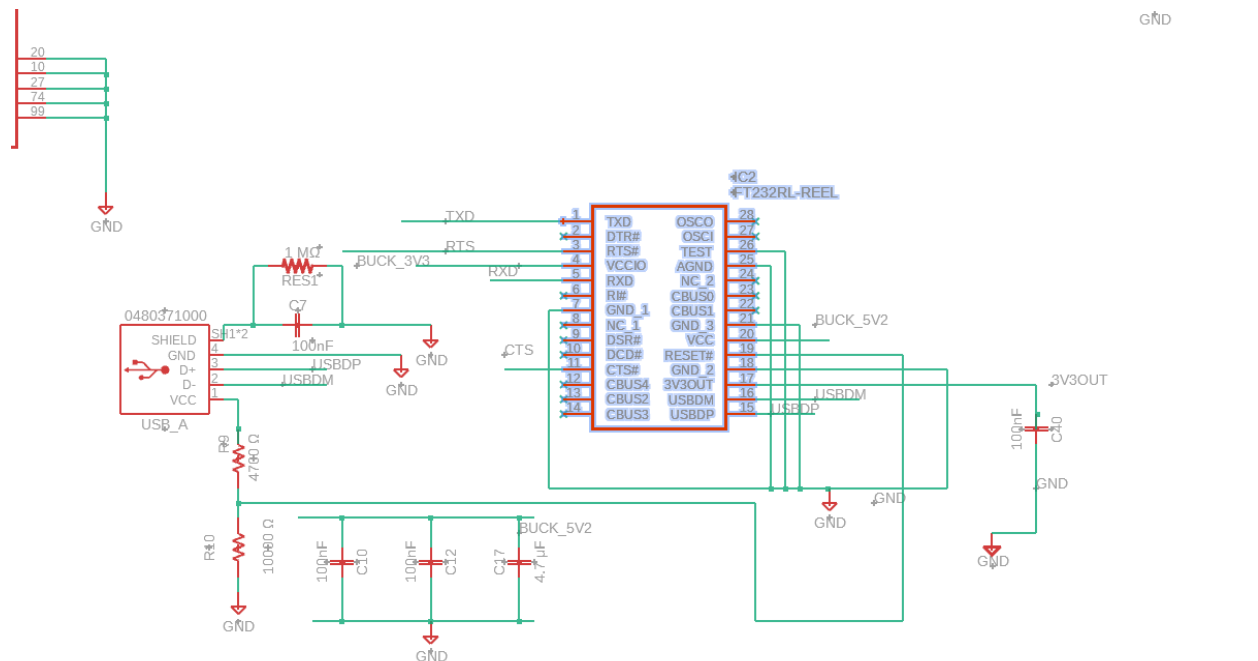 GND
20
10
27
74
99
GND
IC2
FT232RL-REEL
TXD
RTS
BUCK_3V3
RXD
CTS
1 TXD OSCO 28
2 DTR# OSCI 27
3 RTS# TEST 26
4 VCCIO AGND 25
5 RXD NC_2 24
6 RI# CBUS0 23
7 GND_1 CBUS1 22
8 NC_1 GND_3 21
9 DSR# VCC 20
10 DCD# RESET# 19
11 CTS# GND_2 18
12 CBUS4 3V3OUT 17
13 CBUS2 USBDM 16
14 CBUS3 USBDP 15
BUCK_5V2
3V3OUT
USBDM
USBDP
1 MΩ
RES1
C7
100nF
GND
0480371000
SHIELD SH1*2
GND 4
D+ 3
D- 2
VCC 1
USB_A
USBDP
USBDM
GND
R9
4700 Ω
100nF
C40
GND
GND
GND
GND
R10
10000 Ω
BUCK_5V2
100nF
C10
100nF
C12
C17
4.7 µF
GND
GND